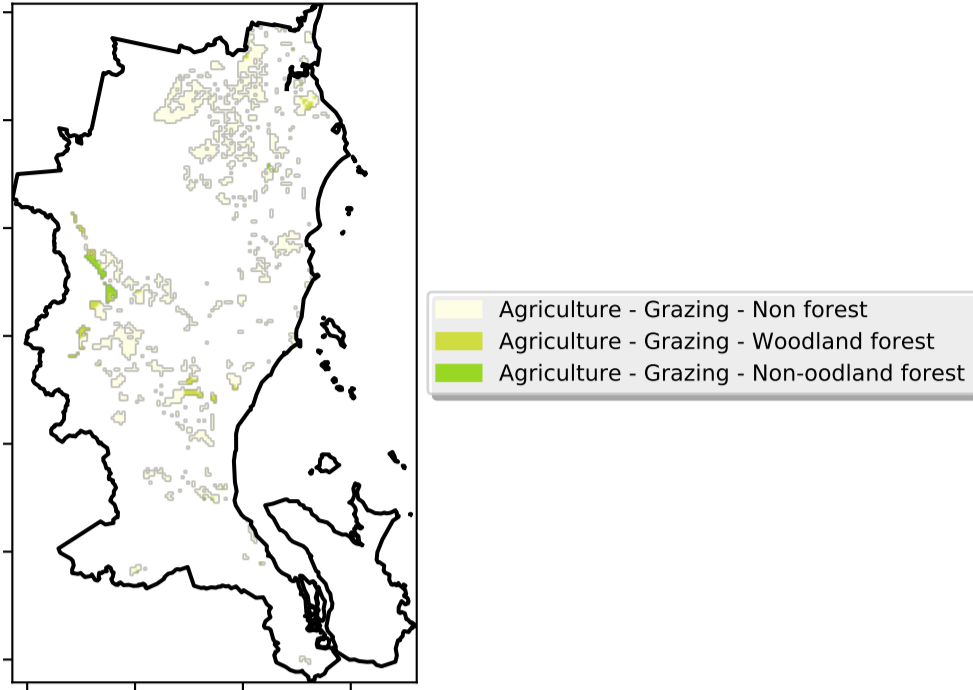 Agriculture - Grazing - Non forest
Agriculture - Grazing - Woodland forest
Agriculture - Grazing - Non-oodland forest